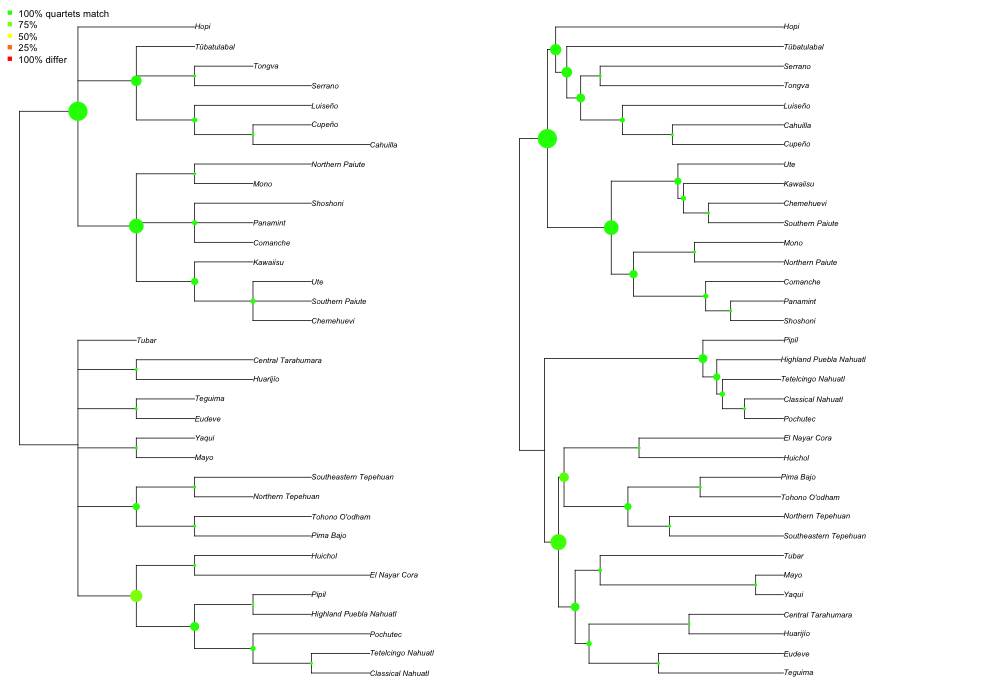 100% quartets match
75%
50%
25%
100% differ
Hopi
Tübatulabal
Tongva
Serrano
Luiseño
Cupeño
Cahuilla
Northern Paiute
Mono
Shoshoni
Panamint
Comanche
Kawaiisu
Ute
Southern Paiute
Chemehuevi
Tubar
Central Tarahumara
Huarijio
Teguima
Eudeve
Yaqui
Mayo
Southeastern Tepehuan
Northern Tepehuan
Tohono O'odham
Pima Bajo
Huichol
El Nayar Cora
Pipil
Highland Puebla Nahuatl
Pochutec
Tetelcingo Nahuatl
Classical Nahuatl
Hopi
Tübatulabal
Serrano
Tongva
Luiseño
Cahuilla
Cupeño
Ute
Kawaiisu
Chemehuevi
Southern Paiute
Mono
Northern Paiute
Comanche
Panamint
Shoshoni
Pipil
Highland Puebla Nahuatl
Tetelcingo Nahuatl
Classical Nahuatl
Pochutec
El Nayar Cora
Huichol
Pima Bajo
Tohono O'odham
Northern Tepehuan
Southeastern Tepehuan
Tubar
Mayo
Yaqui
Central Tarahumara
Huarijio
Eudeve
Teguima